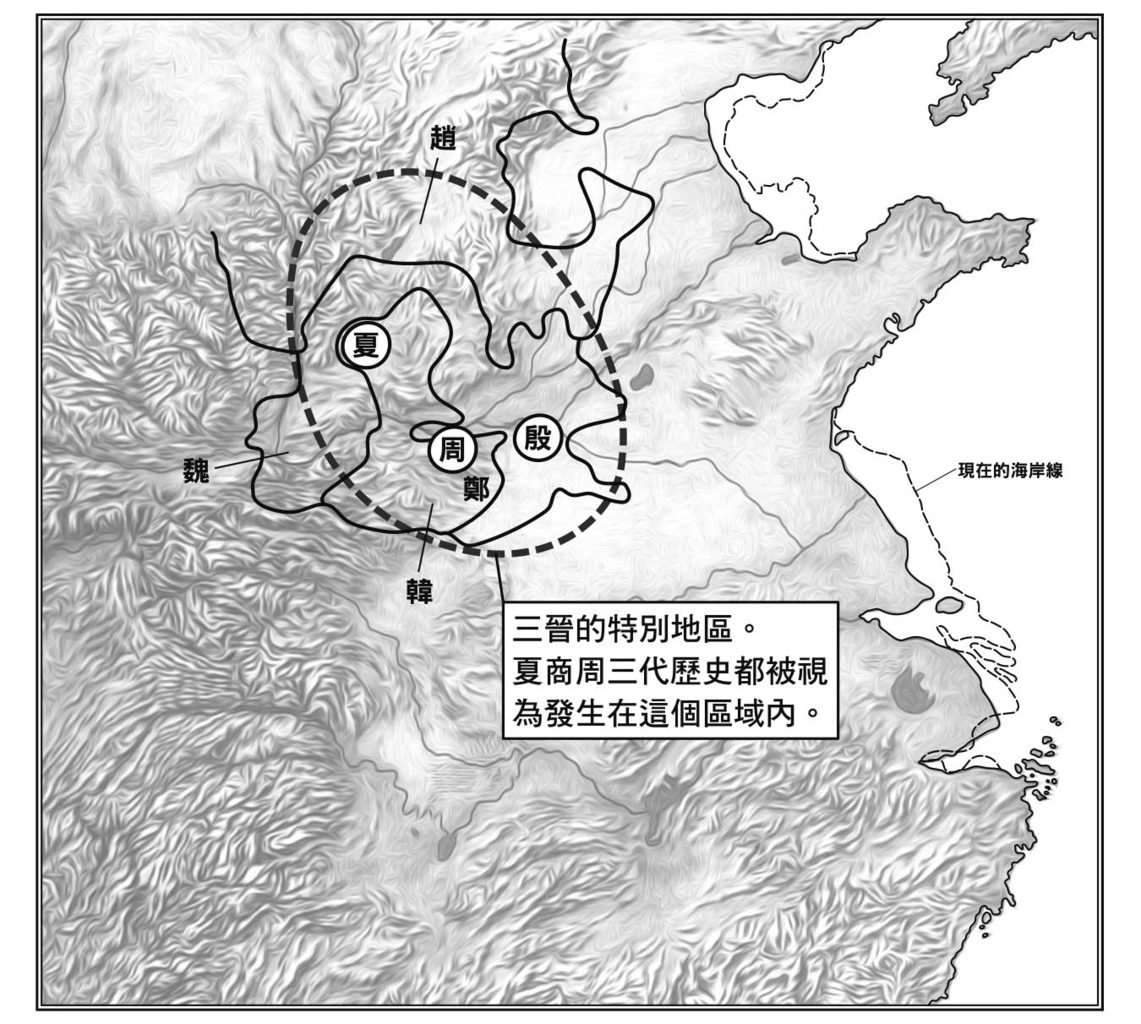 趙
夏
周
殷
魏
鄭
現在的海岸線
韓
三晉的特別地區。
夏商周三代歷史都被視
為發生在這個區域內。